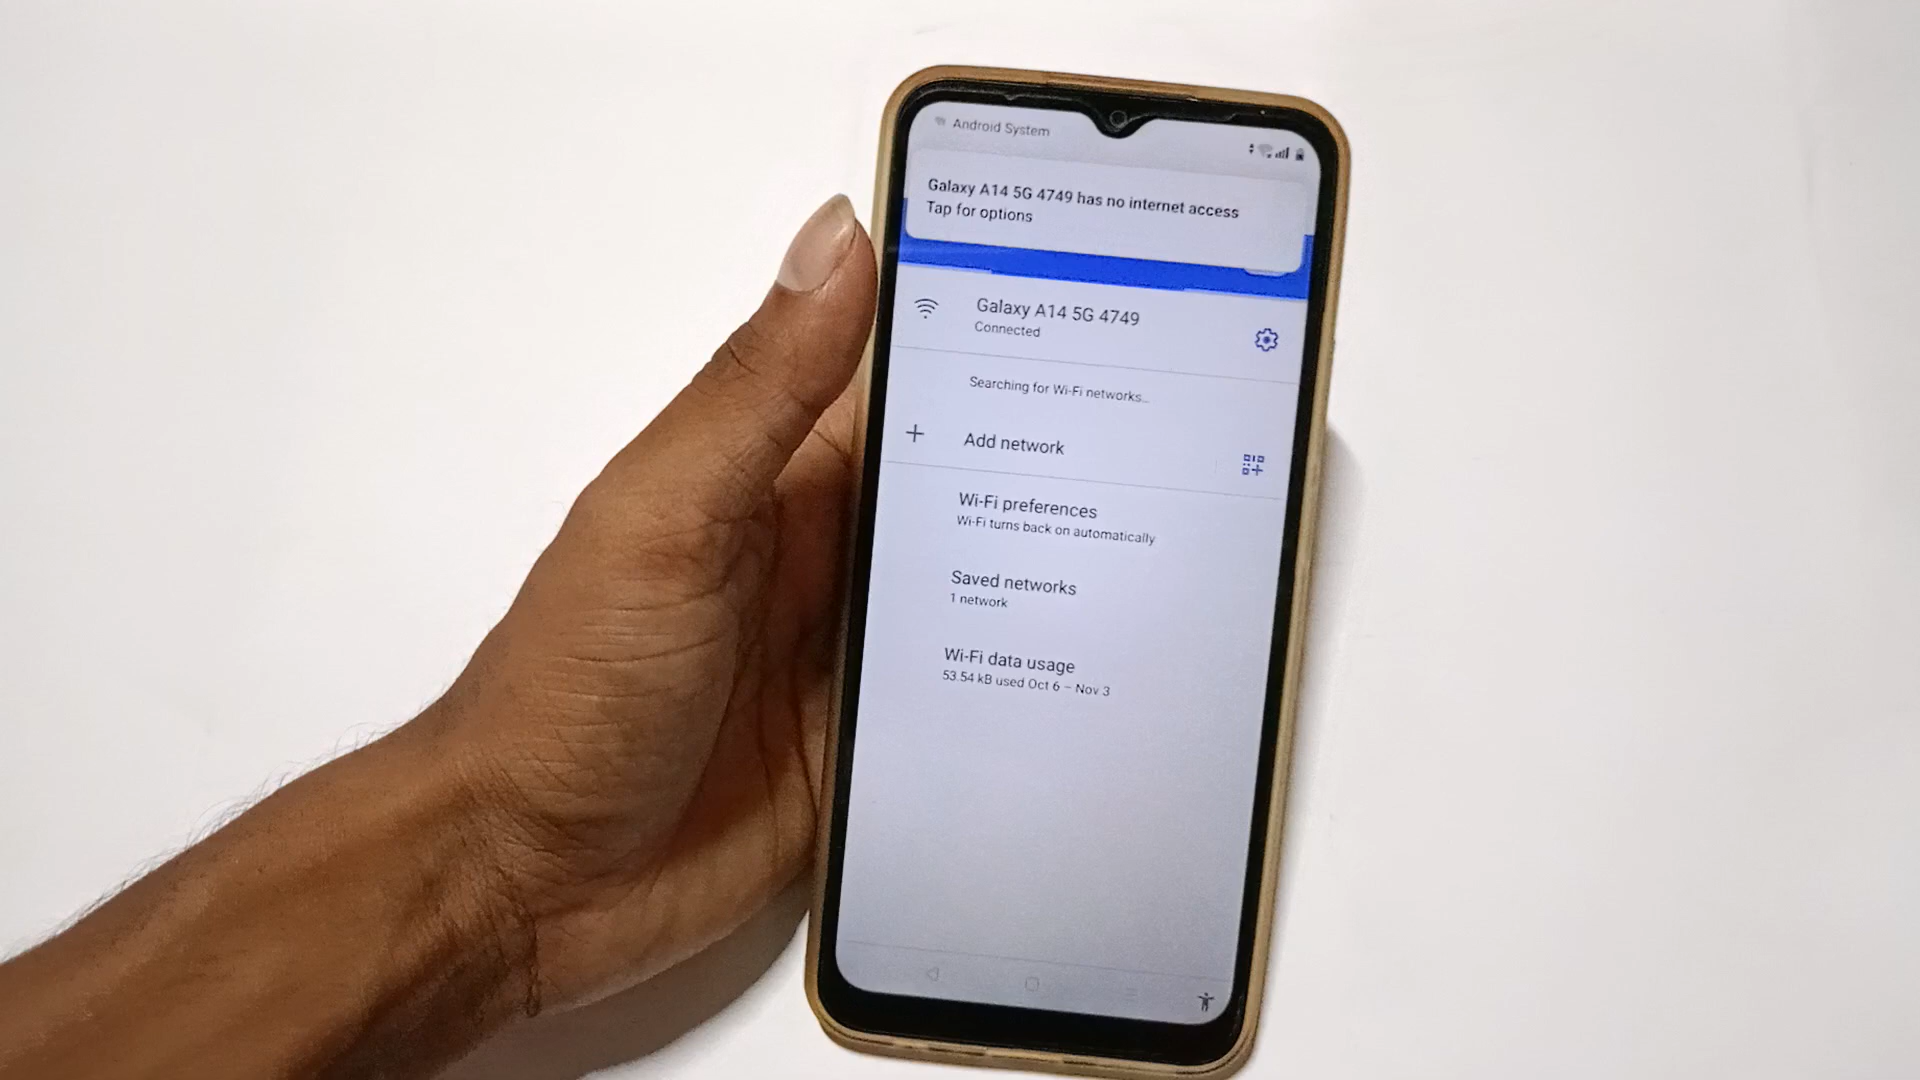 Android System
Galaxy A14 5G 4749 has no internet access
Tap for options
Galaxy A14 5G 4749
Connected
Searching for Wi-Fi networks…
Add network
Wi-Fi preferences
Wi-Fi turns back on automatically
Saved networks
1 network
Wi-Fi data usage
53.54 kB used Oct 6 – Nov 3